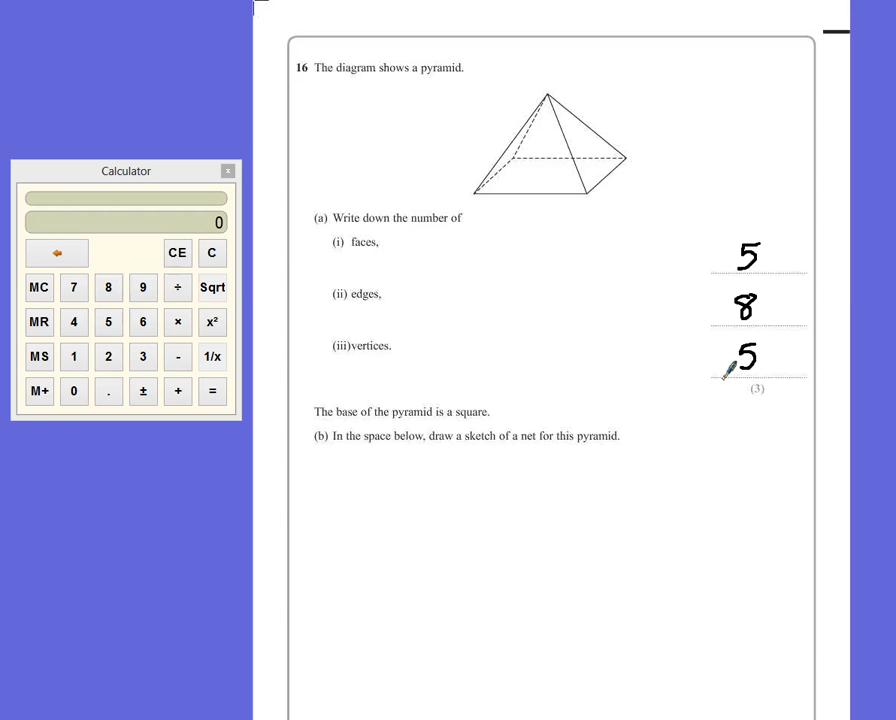 Calculator
x
0
CE C
MC 7 8 9 ÷ Sqrt
MR 4 5 6 × x²
MS 1 2 3 - 1/x
M+ 0 . ± + =
16 The diagram shows a pyramid.
(a) Write down the number of
(i) faces,
5
(ii) edges,
8
(iii)vertices.
5
(3)
The base of the pyramid is a square.
(b) In the space below, draw a sketch of a net for this pyramid.